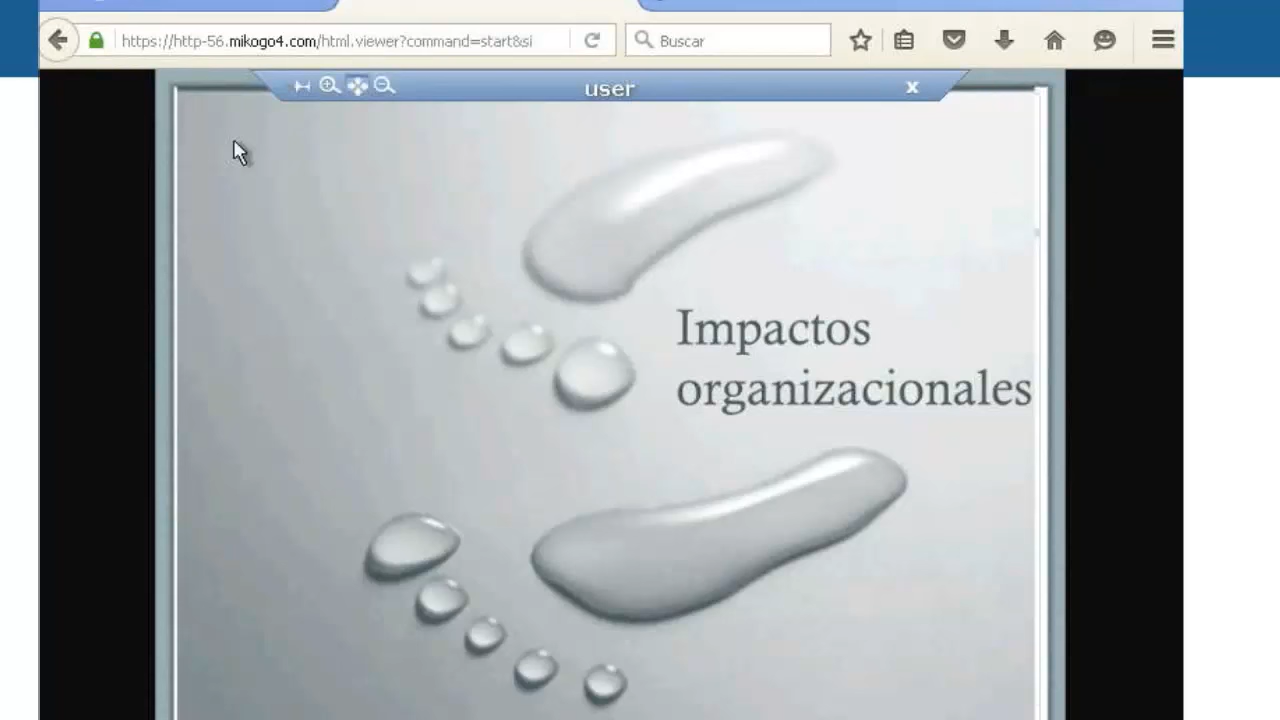 https://http-56.mikogo4.com/html.viewer?command=start&si
Buscar
user
x
Impactos
organizacionales